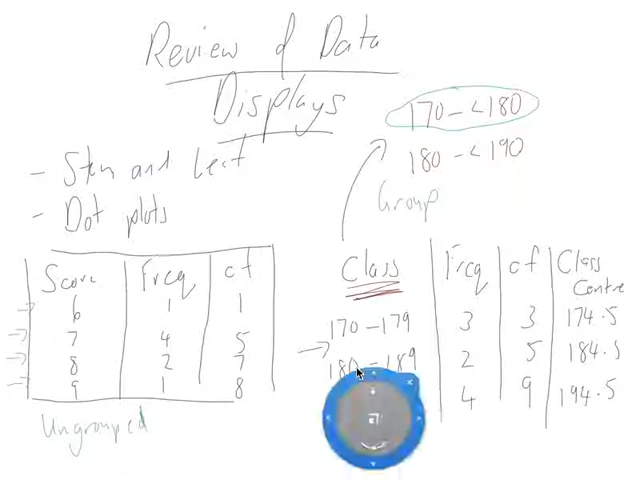 Review of Data
Displays
- Stem and Leaf
- Dot plots
170-<180
180-<190
Group
Score Freq cf
6 1 1
7 4 5
8 2 7
9 1 8
Ungrouped
Class Freq cf Class Centre
170-179 3 3 174.5
180-189 2 5 184.5
4 9 194.5